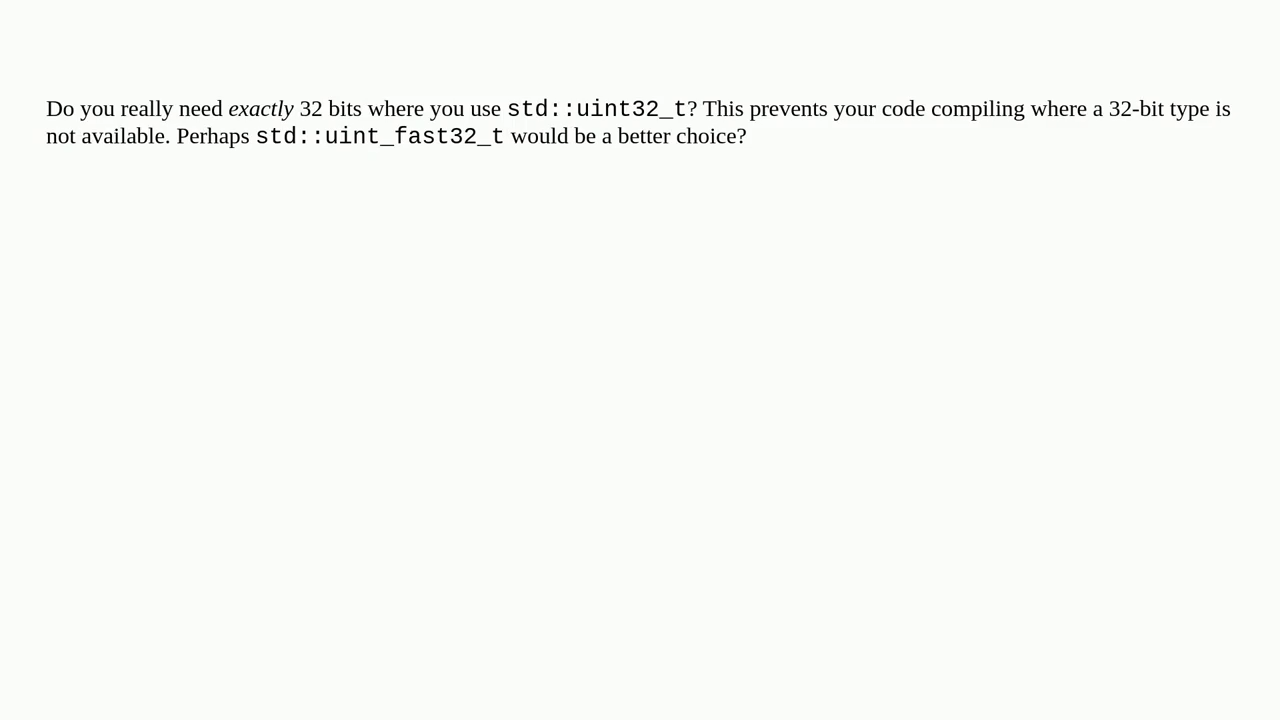 Do you really need exactly 32 bits where you use std::uint32_t? This prevents your code compiling where a 32-bit type is
not available. Perhaps std::uint_fast32_t would be a better choice?